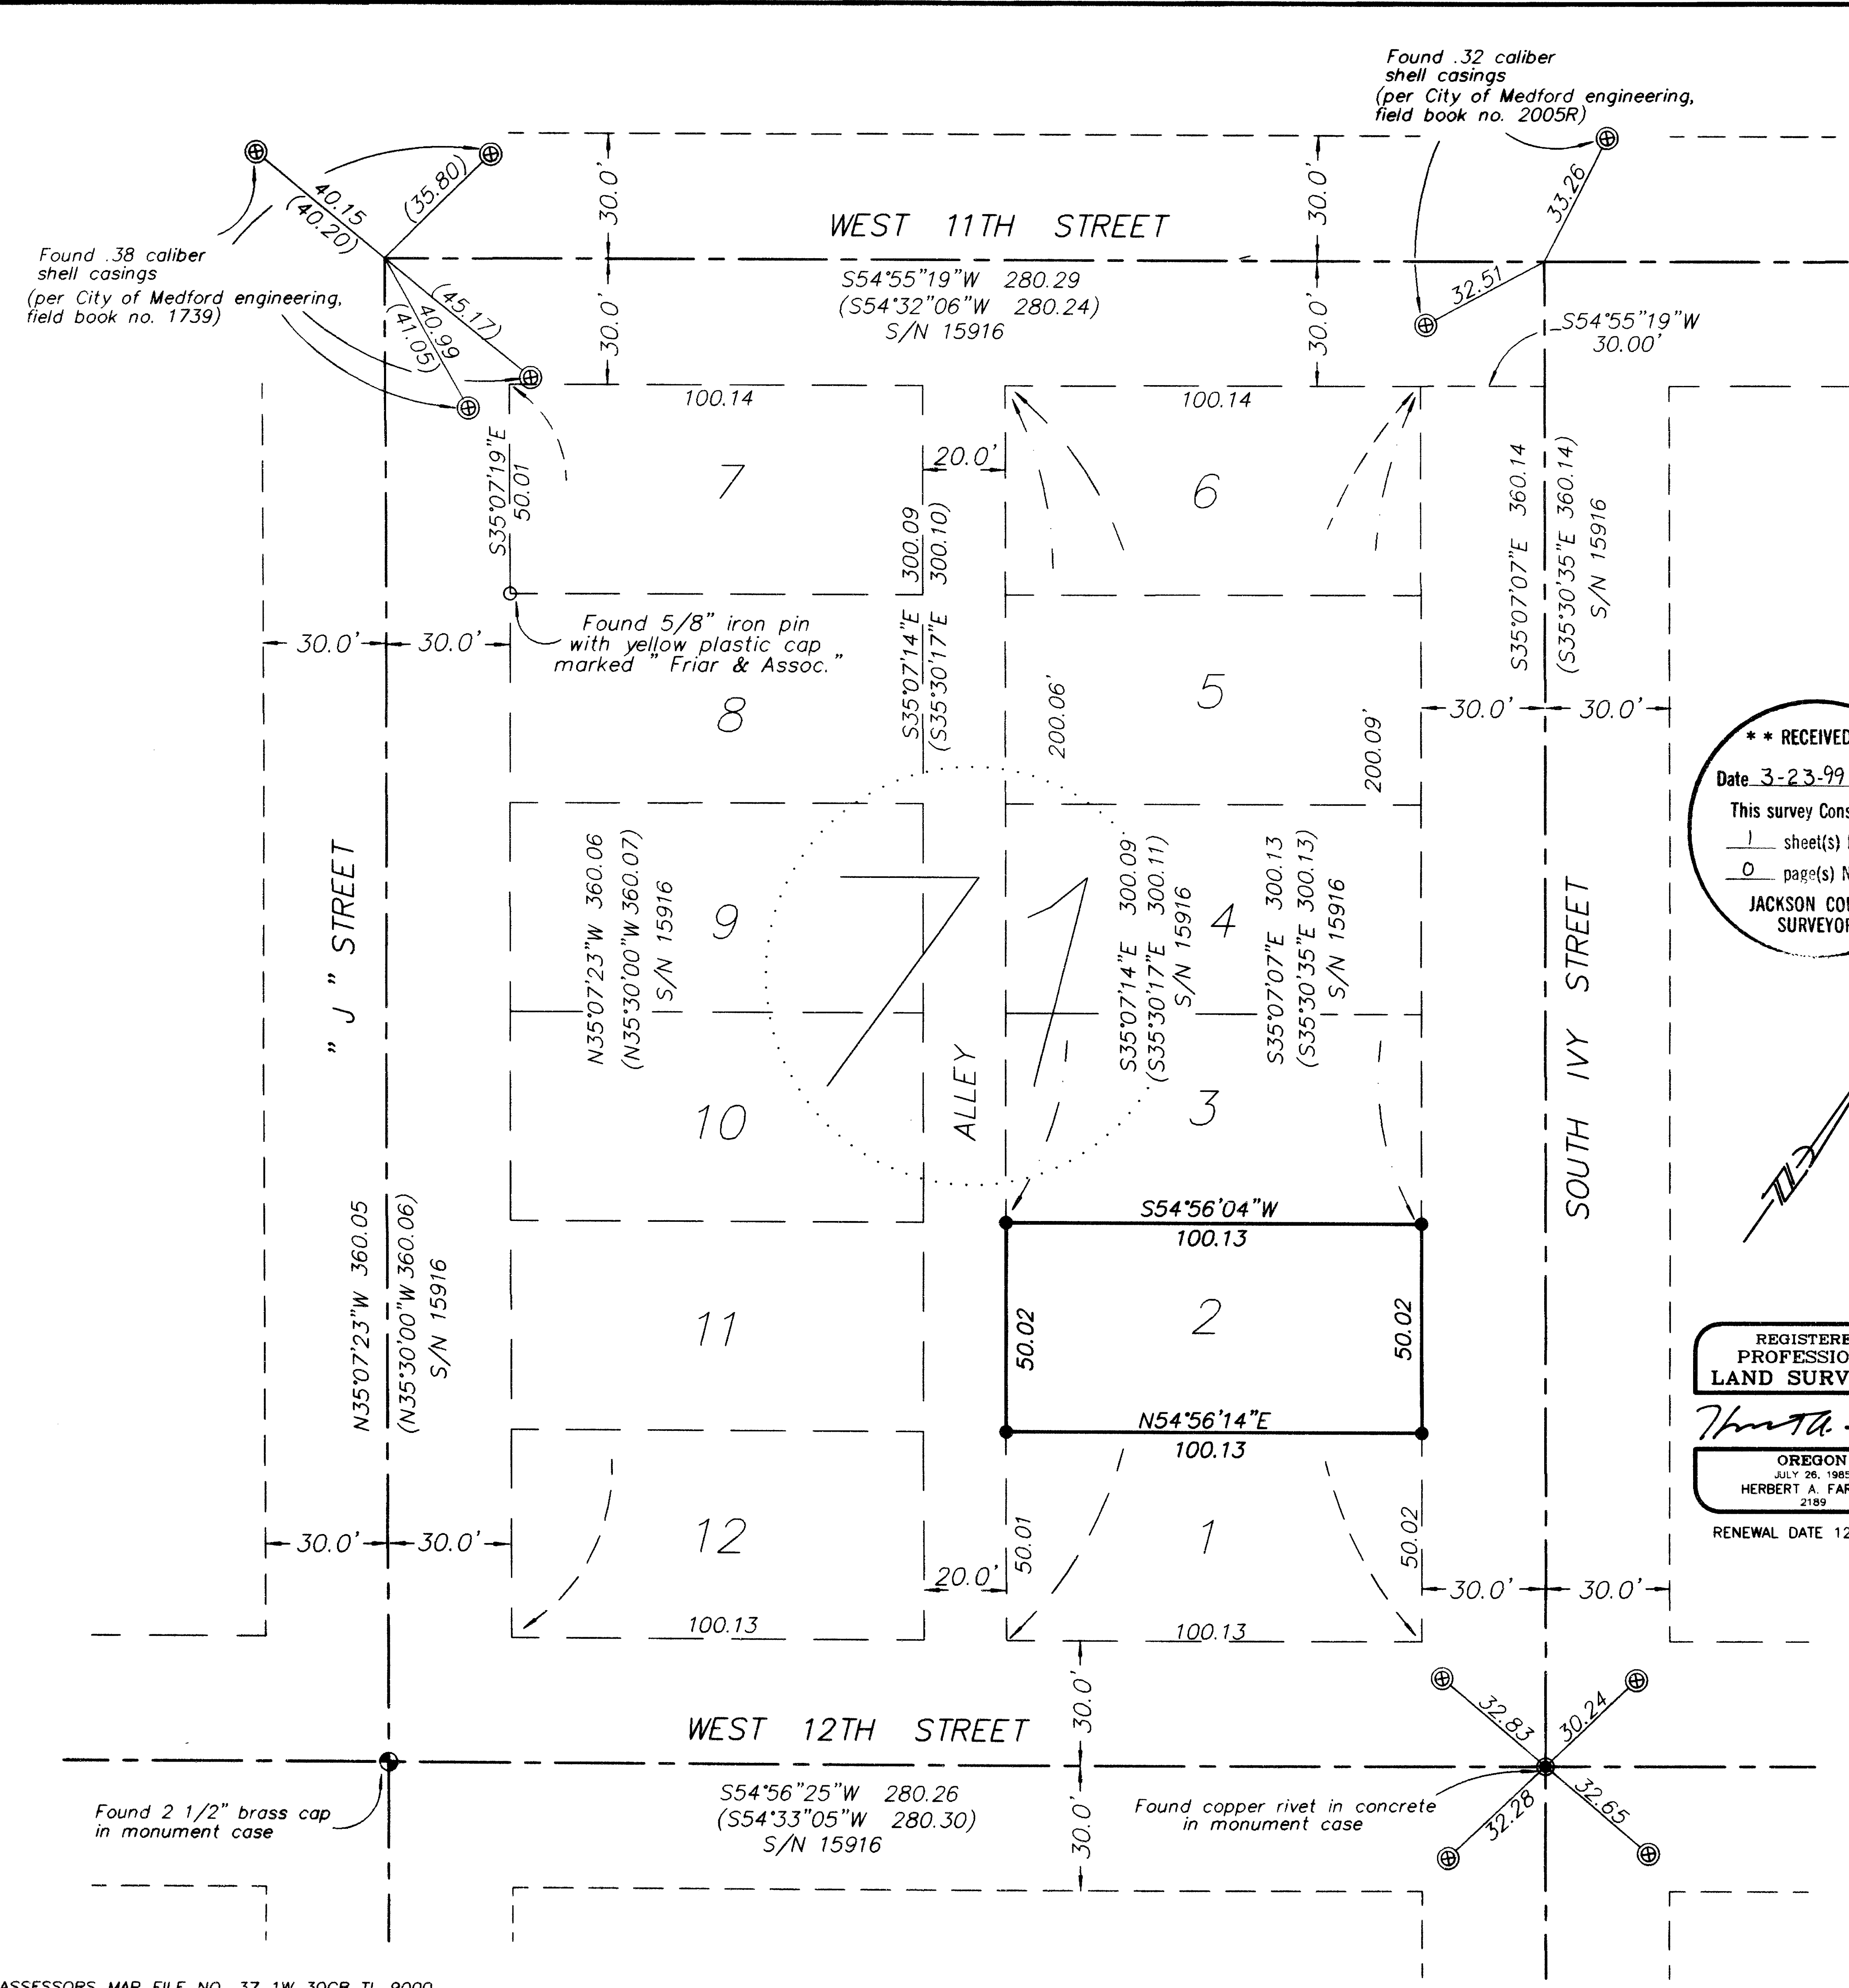 Found .32 caliber
shell casings
(per City of Medford engineering,
field book no. 2005R)
40.15
(40.20)
(35.80)
30.0'
30.0'
33.26
WEST 11TH STREET
Found .38 caliber
shell casings
(per City of Medford engineering,
field book no. 1739)
S54°55"19"W 280.29
(S54°32"06"W 280.24)
S/N 15916
32.51
(45.17)
40.99
(41.05)
30.0'
30.0'
S54°55"19"W
30.00'
100.14
100.14
S35°07'19"E
50.01
7
20.0'
6
300.09
300.10)
S35°07'14"E
(S35°30'17"E
S35°07'07"E 360.14
(S35°30'35"E 360.14)
S/N 15916
Found 5/8" iron pin
with yellow plastic cap
marked " Friar & Assoc."
30.0'
30.0'
8
200.06'
5
200.09'
30.0'
30.0'
* * RECEIVED
Date 3-23-99
This survey Cons
1 sheet(s)
0 page(s) N
JACKSON CO
SURVEYOR
" J " STREET
9
N35°07'23"W 360.06
(N35°30'00"W 360.07)
S/N 15916
71
S35°07'14"E 300.09
(S35°30'17"E 300.11)
S/N 15916
4
S35°07'07"E 300.13
(S35°30'35"E 300.13)
S/N 15916
SOUTH IVY STREET
10
ALLEY
3
N35°07'23"W 360.05
(N35°30'00"W 360.06)
S/N 15916
S54°56'04"W
100.13
11
50.02
2
50.02
N54°56'14"E
100.13
REGISTERE
PROFESSIO
LAND SURV
OREGON
JULY 26, 1985
HERBERT A. FAR
2189
RENEWAL DATE 12
30.0'
30.0'
12
20.0'
50.01
1
50.02
30.0'
30.0'
100.13
100.13
30.0'
WEST 12TH STREET
32.83
30.24
S54°56"25"W 280.26
(S54°33"05"W 280.30)
S/N 15916
Found 2 1/2" brass cap
in monument case
30.0'
Found copper rivet in concrete
in monument case
32.28
32.65
ASSESSORS MAP FILE NO. 37 1W 30CB TL 9000